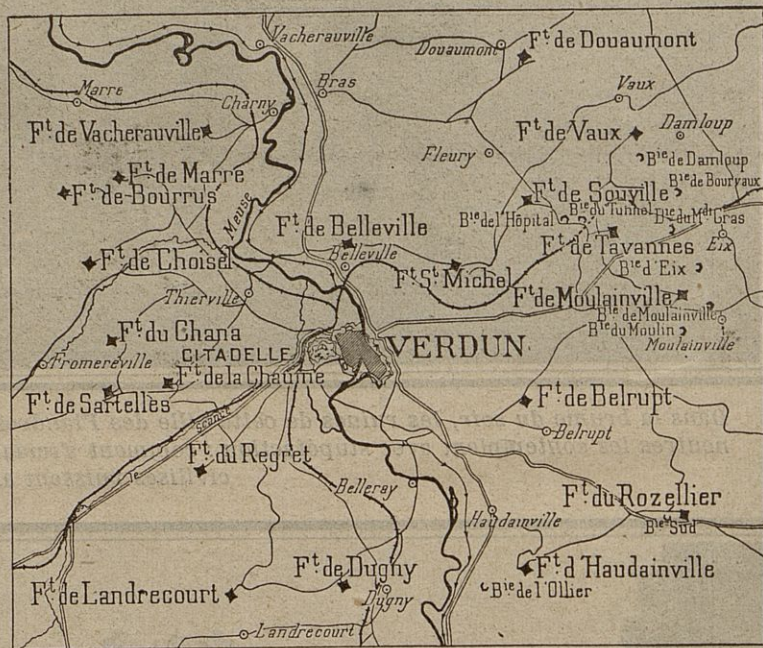 Vacherauville
Douaumont
Fᵗ. de Douaumont
Marre
Bras
Vaux
Charny
Fᵗ. de Vacherauville
Fᵗ. de Vaux
Damloup
Fleury
Bⁱᵉ de Damloup
Fᵗ. de Marre
Bⁱᵉ de Bourvaux
Fᵗ. de Bourrus
Fᵗ. de Souville
Meuse
Bⁱᵉ du Tunnel
Bⁱᵉ de l'Hôpital
Bⁱᵉ du Mᵈᵗ Gras
Fᵗ. de Belleville
Fᵗ. de Tavannes
Eix
Belleville
Fᵗ. de Choisel
Fᵗ. Sᵗ. Michel
Bⁱᵉ d'Eix
Thierville
Fᵗ. de Moulainville
Bⁱᵉ de Moulainville
Fᵗ. du Chana
Bⁱᵉ du Moulin
VERDUN
Moulainville
CITADELLE
Fromereville
Fᵗ. de la Chaume
Fᵗ. de Sartelles
Fᵗ. de Belrupt
Scance
Belrupt
Fᵗ. du Regret
Belleray
Fᵗ. du Rozellier
Haudainville
Bⁱᵉ Sud
Fᵗ. de Dugny
Fᵗ. d'Haudainville
Fᵗ. de Landrecourt
Dugny
Bⁱᵉ de l'Ollier
Landrecourt